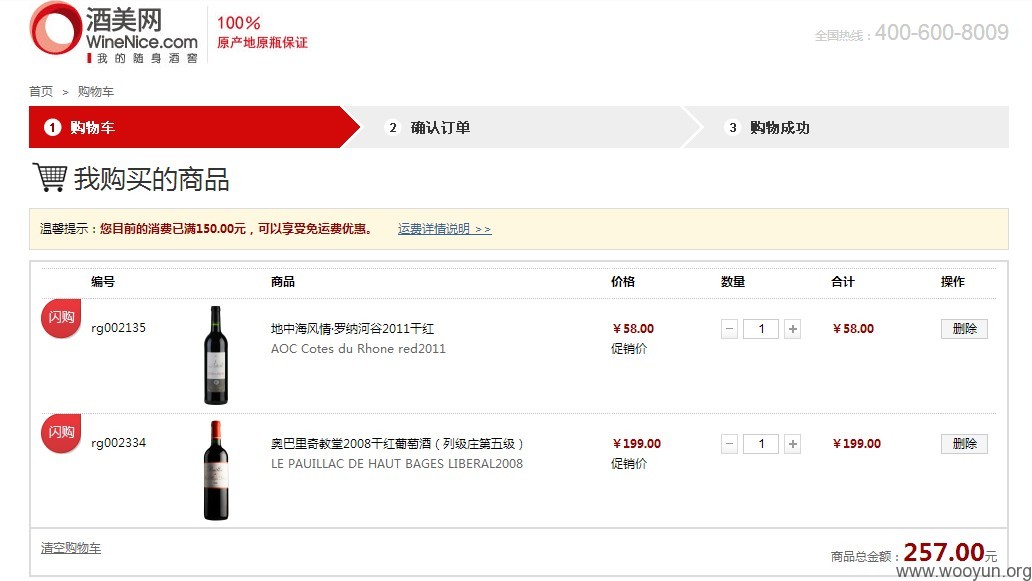 酒美网
WineNice.com
我的随身酒窖
100%
原产地原瓶保证
全国热线：400-600-8009
首页 > 购物车
1 购物车
2 确认订单
3 购物成功
我购买的商品
温馨提示：您目前的消费已满150.00元，可以享受免运费优惠。 运费详情说明 >>
编号 商品 价格 数量 合计 操作
闪购
rg002135 地中海风情·罗纳河谷2011干红 ¥58.00 - 1 + ¥58.00 删除
AOC Cotes du Rhone red2011 促销价
闪购
rg002334 奥巴里奇教堂2008干红葡萄酒（列级庄第五级） ¥199.00 - 1 + ¥199.00 删除
LE PAUILLAC DE HAUT BAGES LIBERAL2008 促销价
清空购物车 商品总金额：257.00元
www.wooyun.org